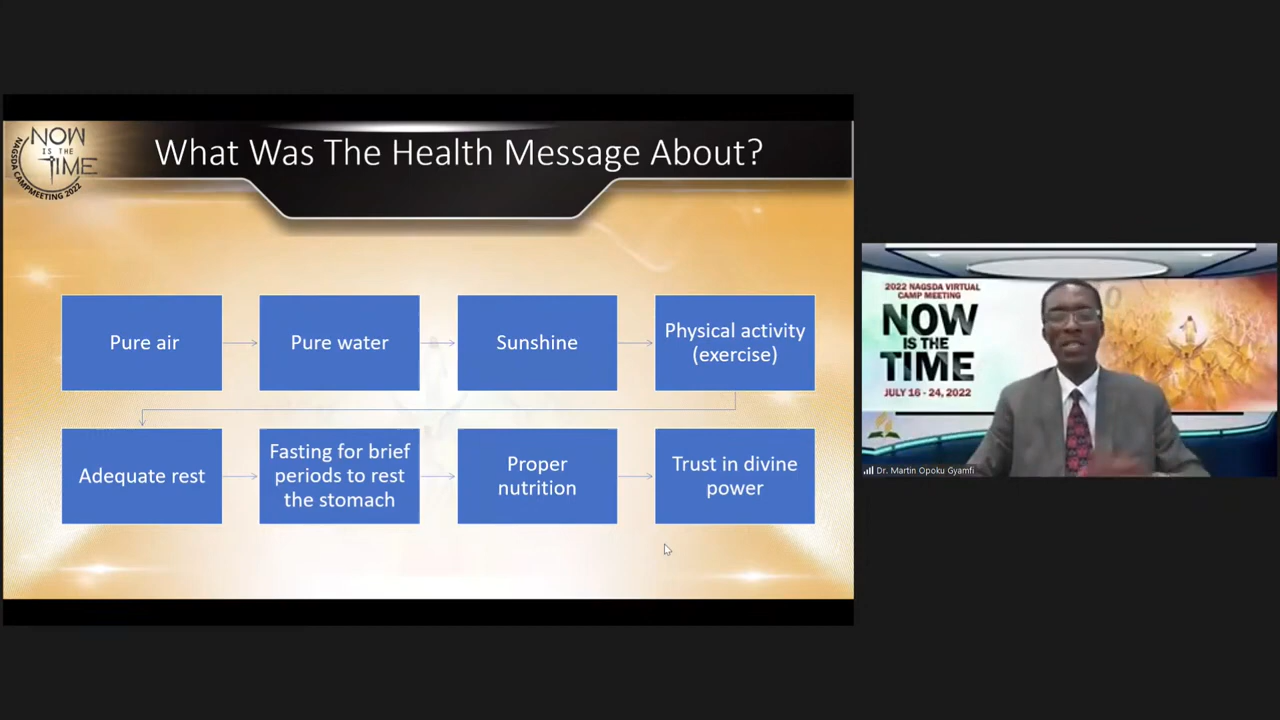 NOW
IS THE
TIME
NAGSDA CAMPMEETING 2022
What Was The Health Message About?
Pure air
Pure water
Sunshine
Physical activity
(exercise)
Adequate rest
Fasting for brief
periods to rest
the stomach
Proper
nutrition
Trust in divine
power
2022 NAGSDA VIRTUAL
CAMP MEETING
NOW
IS THE
TIME
JULY 16 - 24, 2022
Dr. Martin Opoku Gyamfi